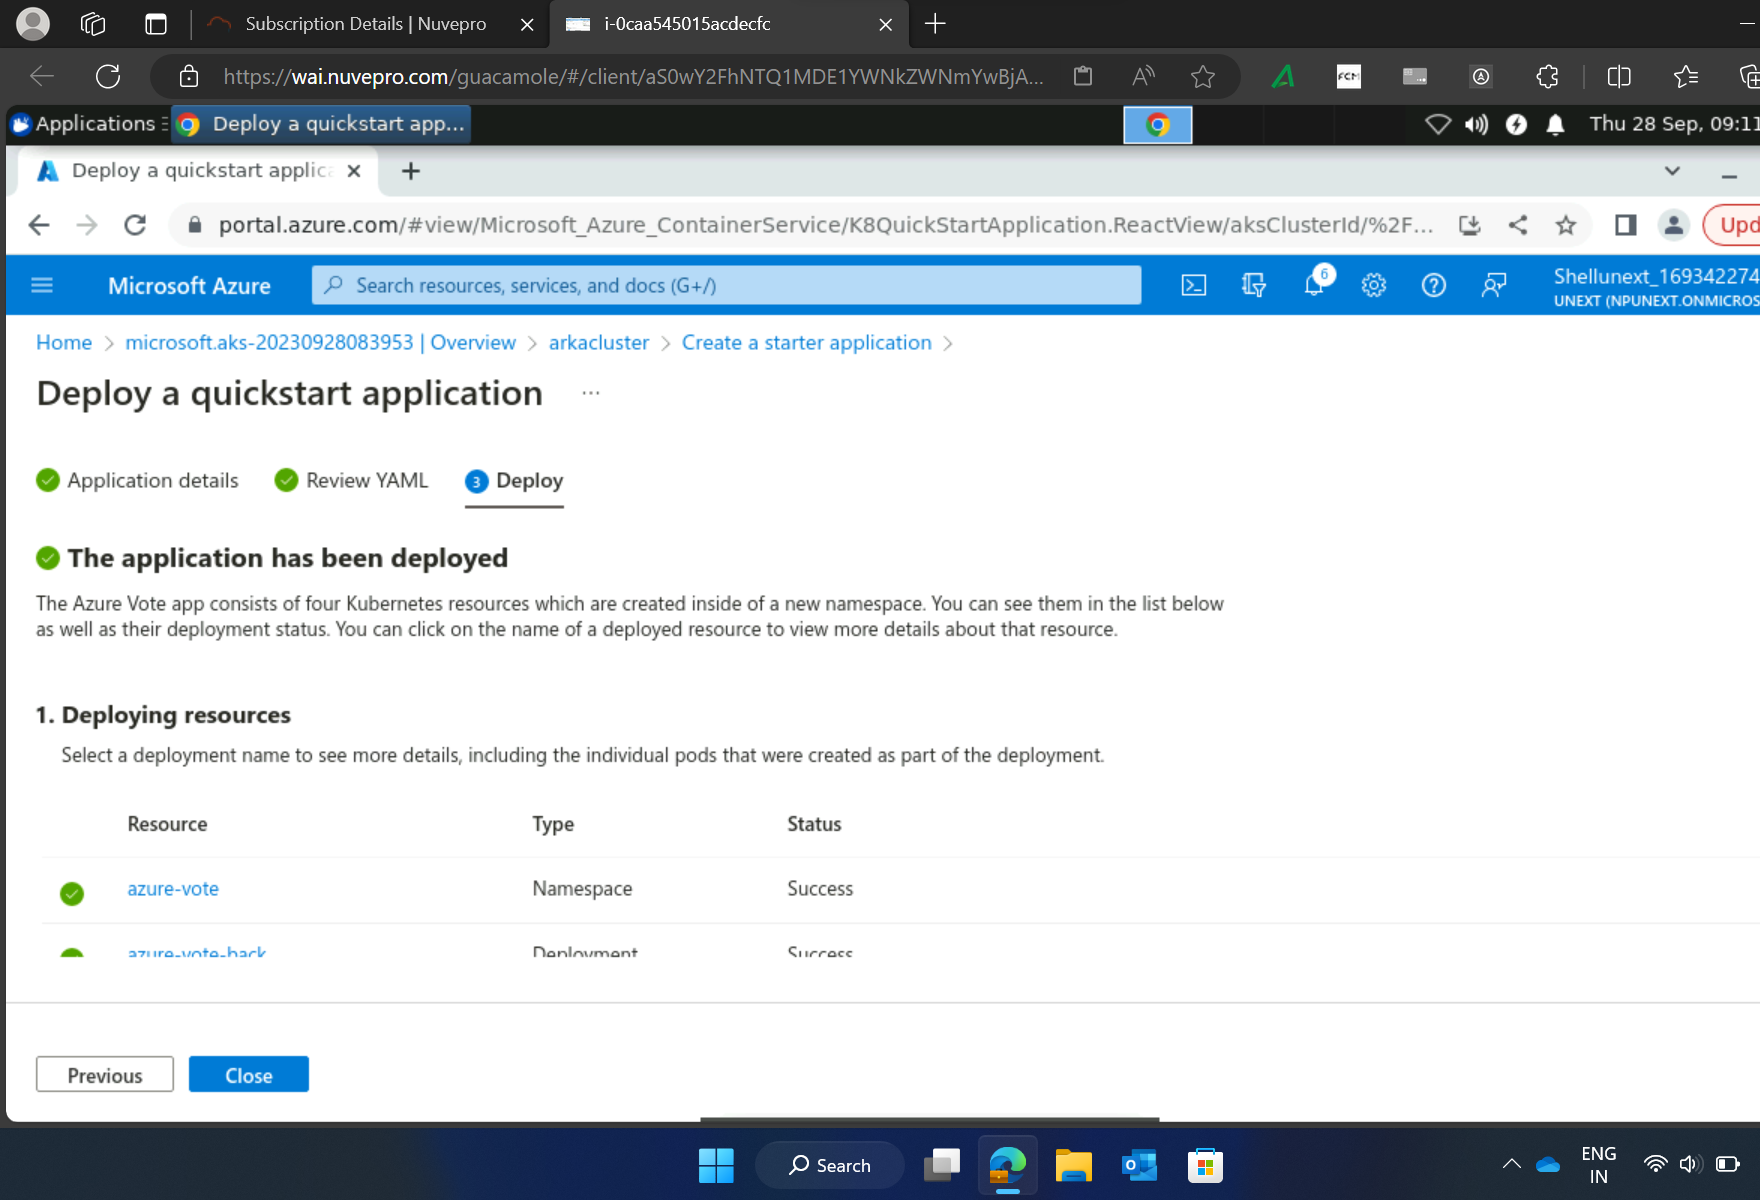 Subscription Details | Nuvepro
i-0caa545015acdecfc
https://wai.nuvepro.com/guacamole/#/client/aS0wY2FhNTQ1MDE1YWNkZWNmYwBjA...
FCM
Applications
Deploy a quickstart app...
Thu 28 Sep, 09:11
Deploy a quickstart applica
portal.azure.com/#view/Microsoft_Azure_ContainerService/K8QuickStartApplication.ReactView/aksClusterId/%2F...
Upd
Microsoft Azure
Search resources, services, and docs (G+/)
6
Shellunext_169342274
UNEXT (NPUNEXT.ONMICROS
Home > microsoft.aks-20230928083953 | Overview > arkacluster > Create a starter application >
Deploy a quickstart application ...
Application details
Review YAML
3 Deploy
The application has been deployed
The Azure Vote app consists of four Kubernetes resources which are created inside of a new namespace. You can see them in the list below
as well as their deployment status. You can click on the name of a deployed resource to view more details about that resource.
1. Deploying resources
Select a deployment name to see more details, including the individual pods that were created as part of the deployment.
Resource Type Status
azure-vote Namespace Success
azure-vote-back Deployment Success
Previous
Close
Search
ENG
IN